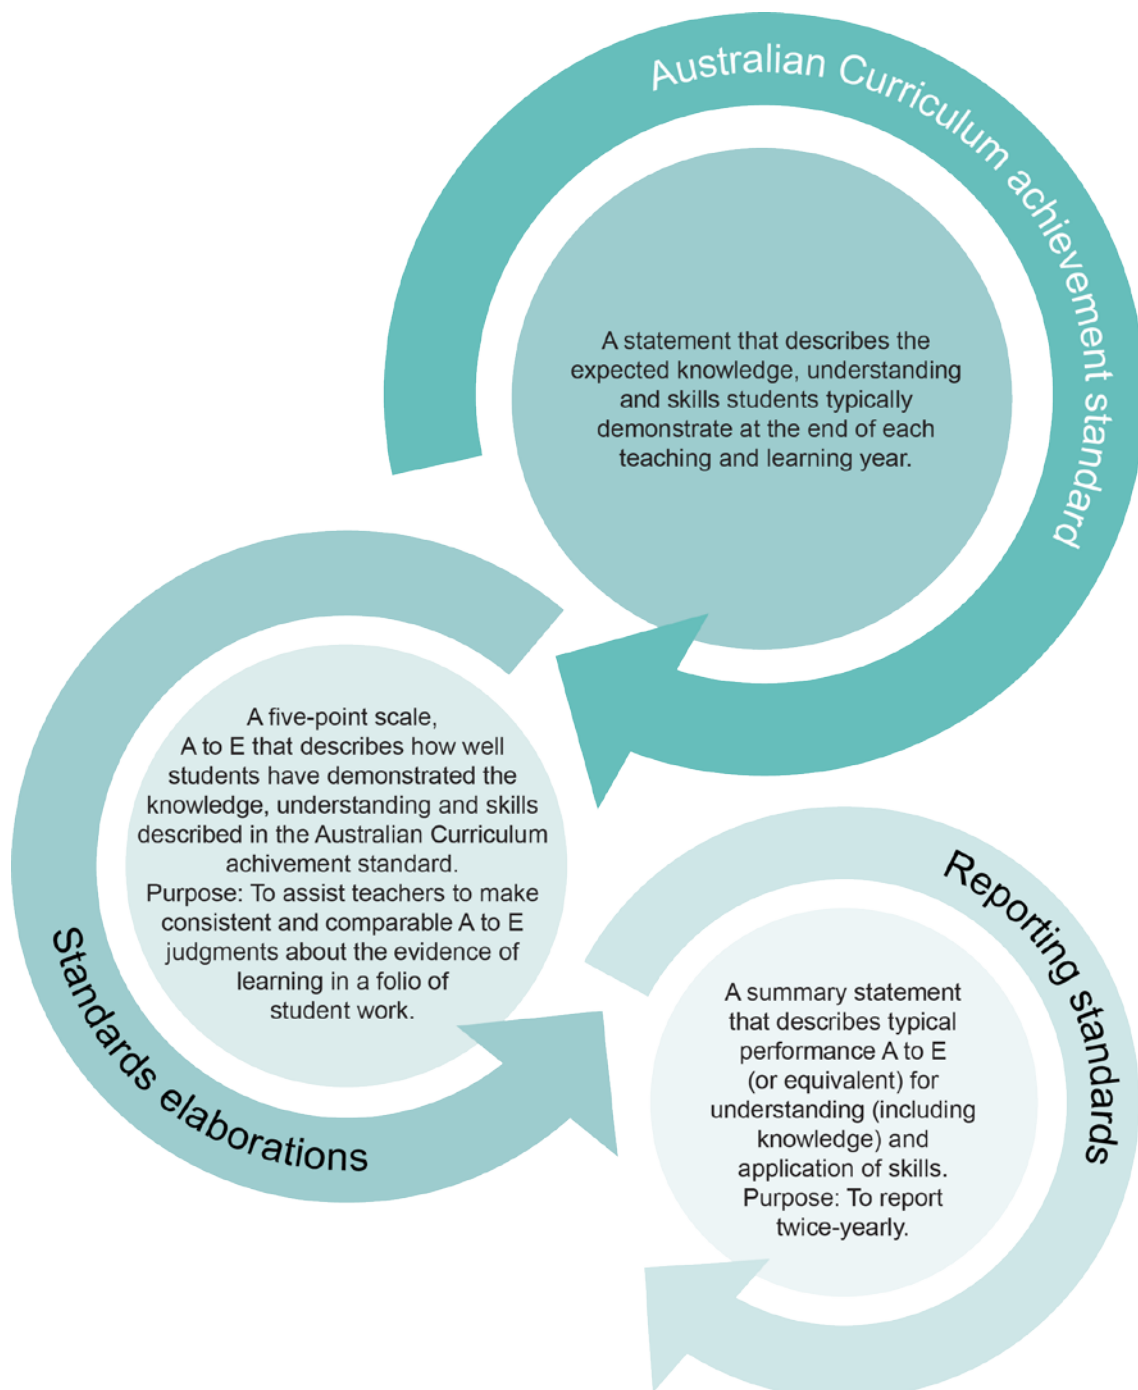 Australian Curriculum achievement standard
A statement that describes the
expected knowledge, understanding
and skills students typically
demonstrate at the end of each
teaching and learning year.
Standards elaborations
A five-point scale,
A to E that describes how well
students have demonstrated the
knowledge, understanding and skills
described in the Australian Curriculum
achivement standard.
Purpose: To assist teachers to make
consistent and comparable A to E
judgments about the evidence of
learning in a folio of
student work.
Reporting standards
A summary statement
that describes typical
performance A to E
(or equivalent) for
understanding (including
knowledge) and
application of skills.
Purpose: To report
twice-yearly.